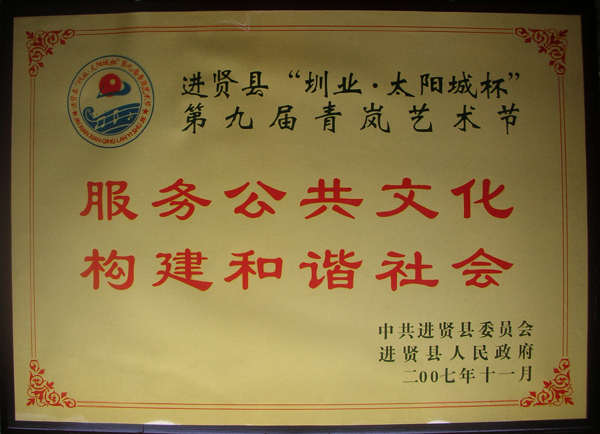 进贤县“圳业·太阳城杯”
第九届青岚艺术节
服务公共文化
构建和谐社会
中共进贤县委员会
进贤县人民政府
二00七年十一月